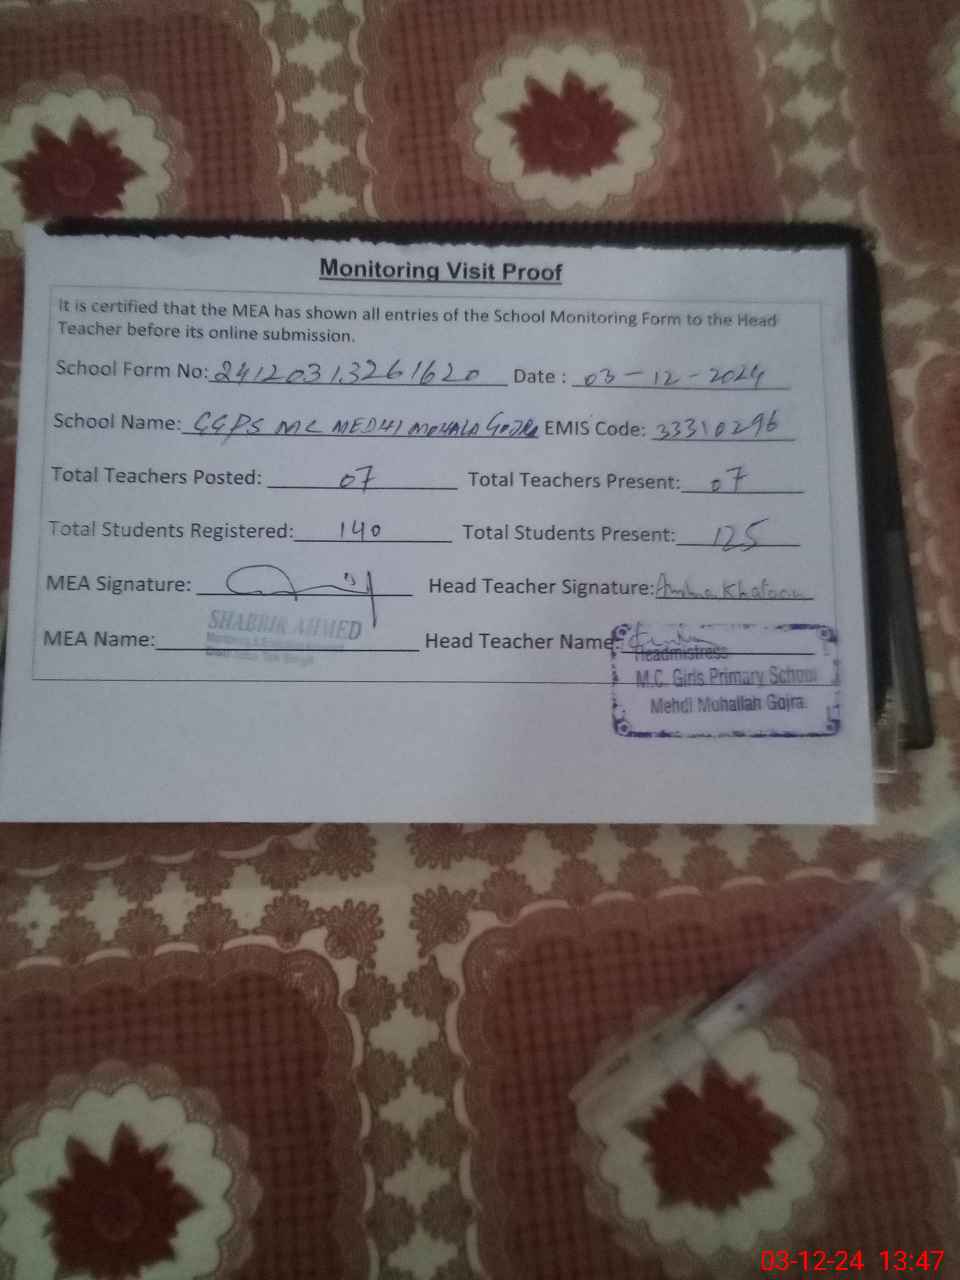 Monitoring Visit Proof
It is certified that the MEA has shown all entries of the School Monitoring Form to the Head
Teacher before its online submission.
School Form No: 24120313261620 Date : 03-12-2024
School Name: GGPS MC MEDHI MOHALA GOJRA EMIS Code: 33310296
Total Teachers Posted: 07 Total Teachers Present: 07
Total Students Registered: 140 Total Students Present: 125
MEA Signature: Head Teacher Signature: Khatoon
SHABBIR AHMED
MEA Name: Head Teacher Name:
Headmistress
M.C. Girls Primary School
Mehdi Mohallah Gojra.
03-12-24 13:47